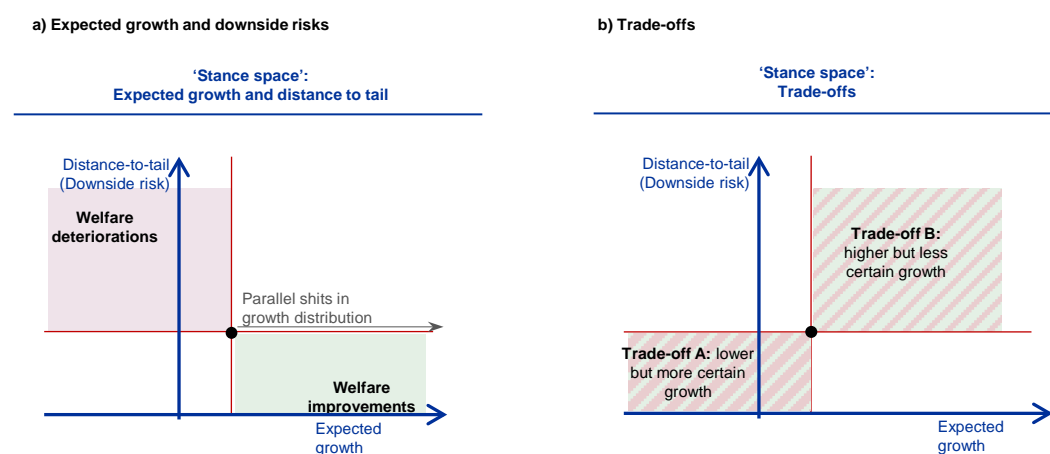 a) Expected growth and downside risks
‘Stance space’:
Expected growth and distance to tail
Distance-to-tail
(Downside risk)
Welfare
deteriorations
Parallel shits in
growth distribution
Welfare
improvements
Expected
growth
b) Trade-offs
‘Stance space’:
Trade-offs
Distance-to-tail
(Downside risk)
Trade-off B:
higher but less
certain growth
Trade-off A: lower
but more certain
growth
Expected
growth